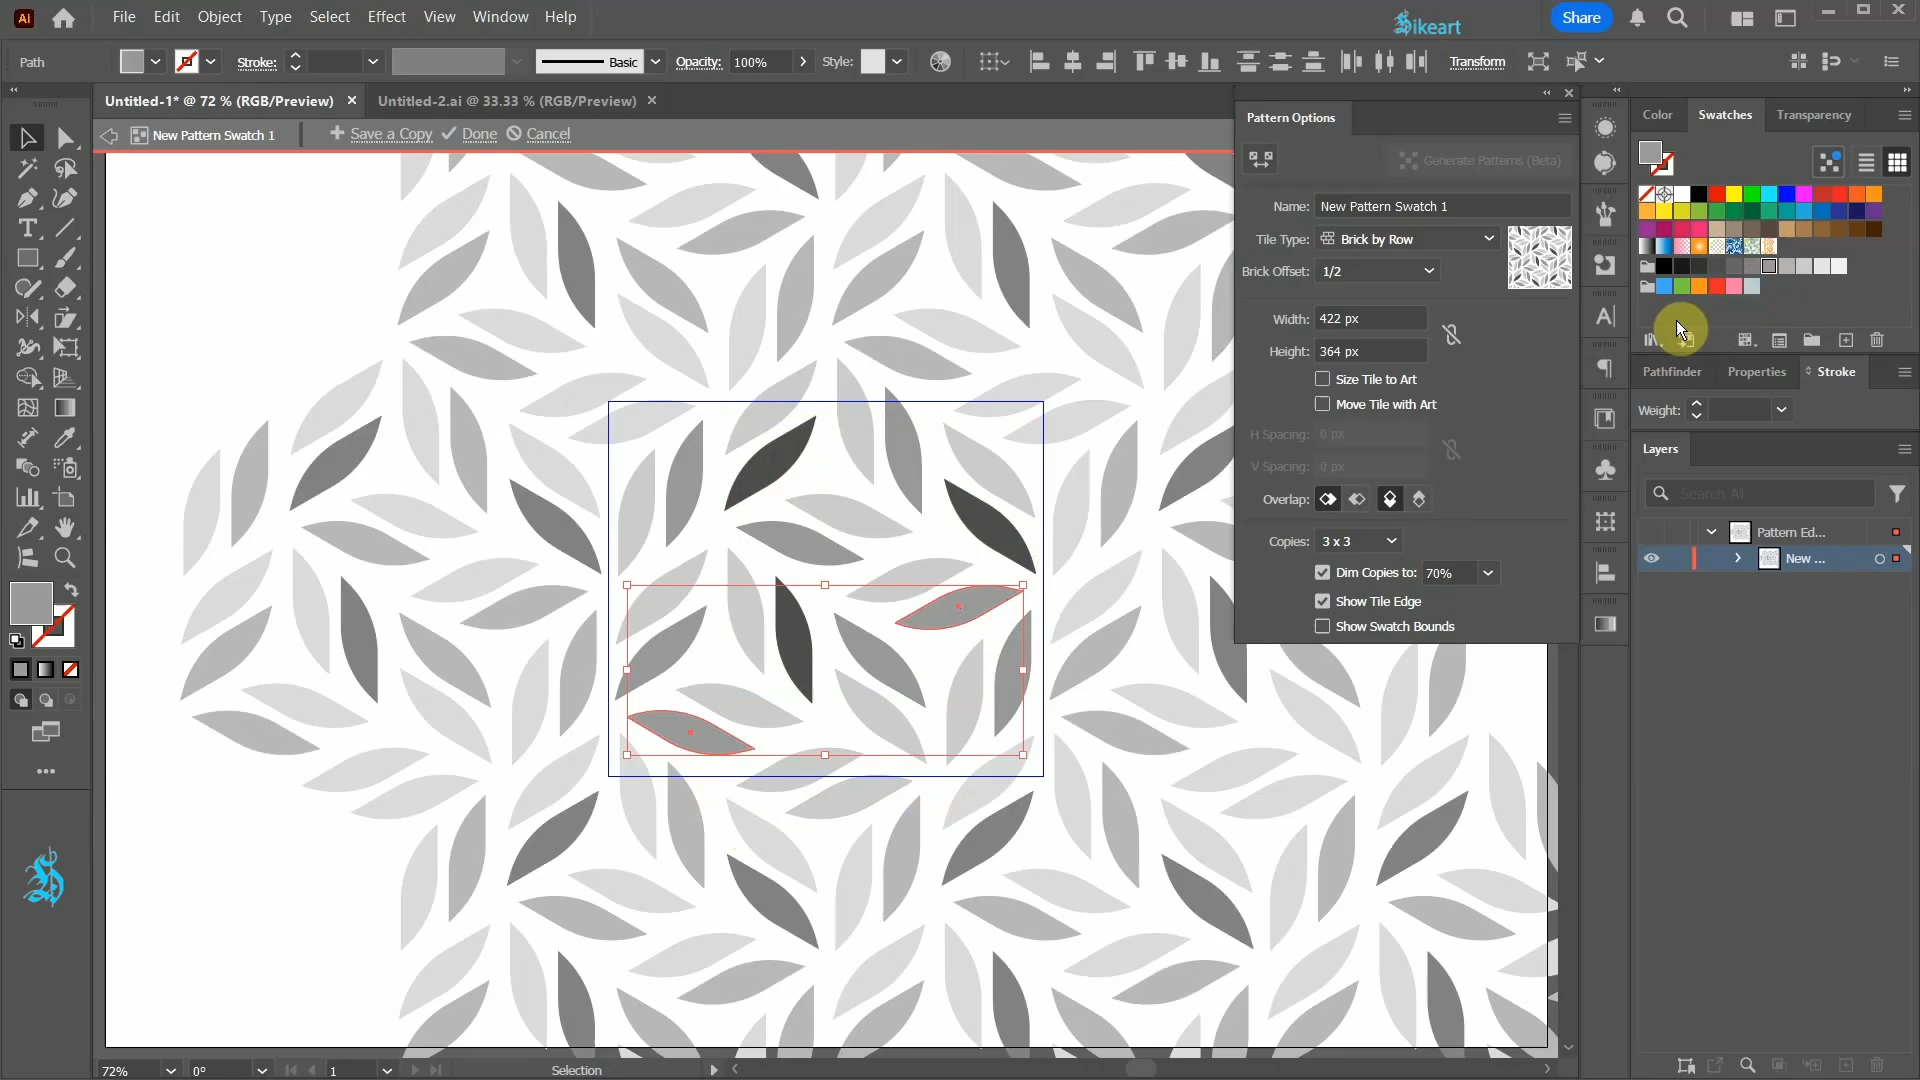 Ai File Edit Object Type Select Effect View Window Help
Sikeart
Share
Path
Stroke:
Basic
Opacity: 100%
Style:
Transform
Untitled-1* @ 72 % (RGB/Preview) ×
Untitled-2.ai @ 33.33 % (RGB/Preview) ×
New Pattern Swatch 1
Save a Copy
Done
Cancel
Pattern Options
Generate Patterns (Beta)
Name: New Pattern Swatch 1
Tile Type: Brick by Row
Brick Offset: 1/2
Width: 422 px
Height: 364 px
Size Tile to Art
Move Tile with Art
H Spacing: 0 px
V Spacing: 0 px
Overlap:
Copies: 3 x 3
Dim Copies to: 70%
Show Tile Edge
Show Swatch Bounds
Color Swatches Transparency
Pathfinder Properties Stroke
Weight:
Layers
Search All
Pattern Ed...
New ...
72% 0° 1 Selection